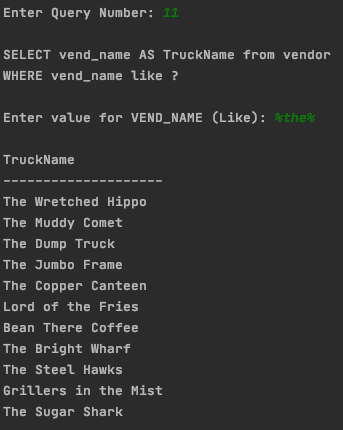 Enter Query Number: 11
SELECT vend_name AS TruckName from vendor
WHERE vend_name like ?
Enter value for VEND_NAME (Like): %the%
TruckName
--------------------
The Wretched Hippo
The Muddy Comet
The Dump Truck
The Jumbo Frame
The Copper Canteen
Lord of the Fries
Bean There Coffee
The Bright Wharf
The Steel Hawks
Grillers in the Mist
The Sugar Shark